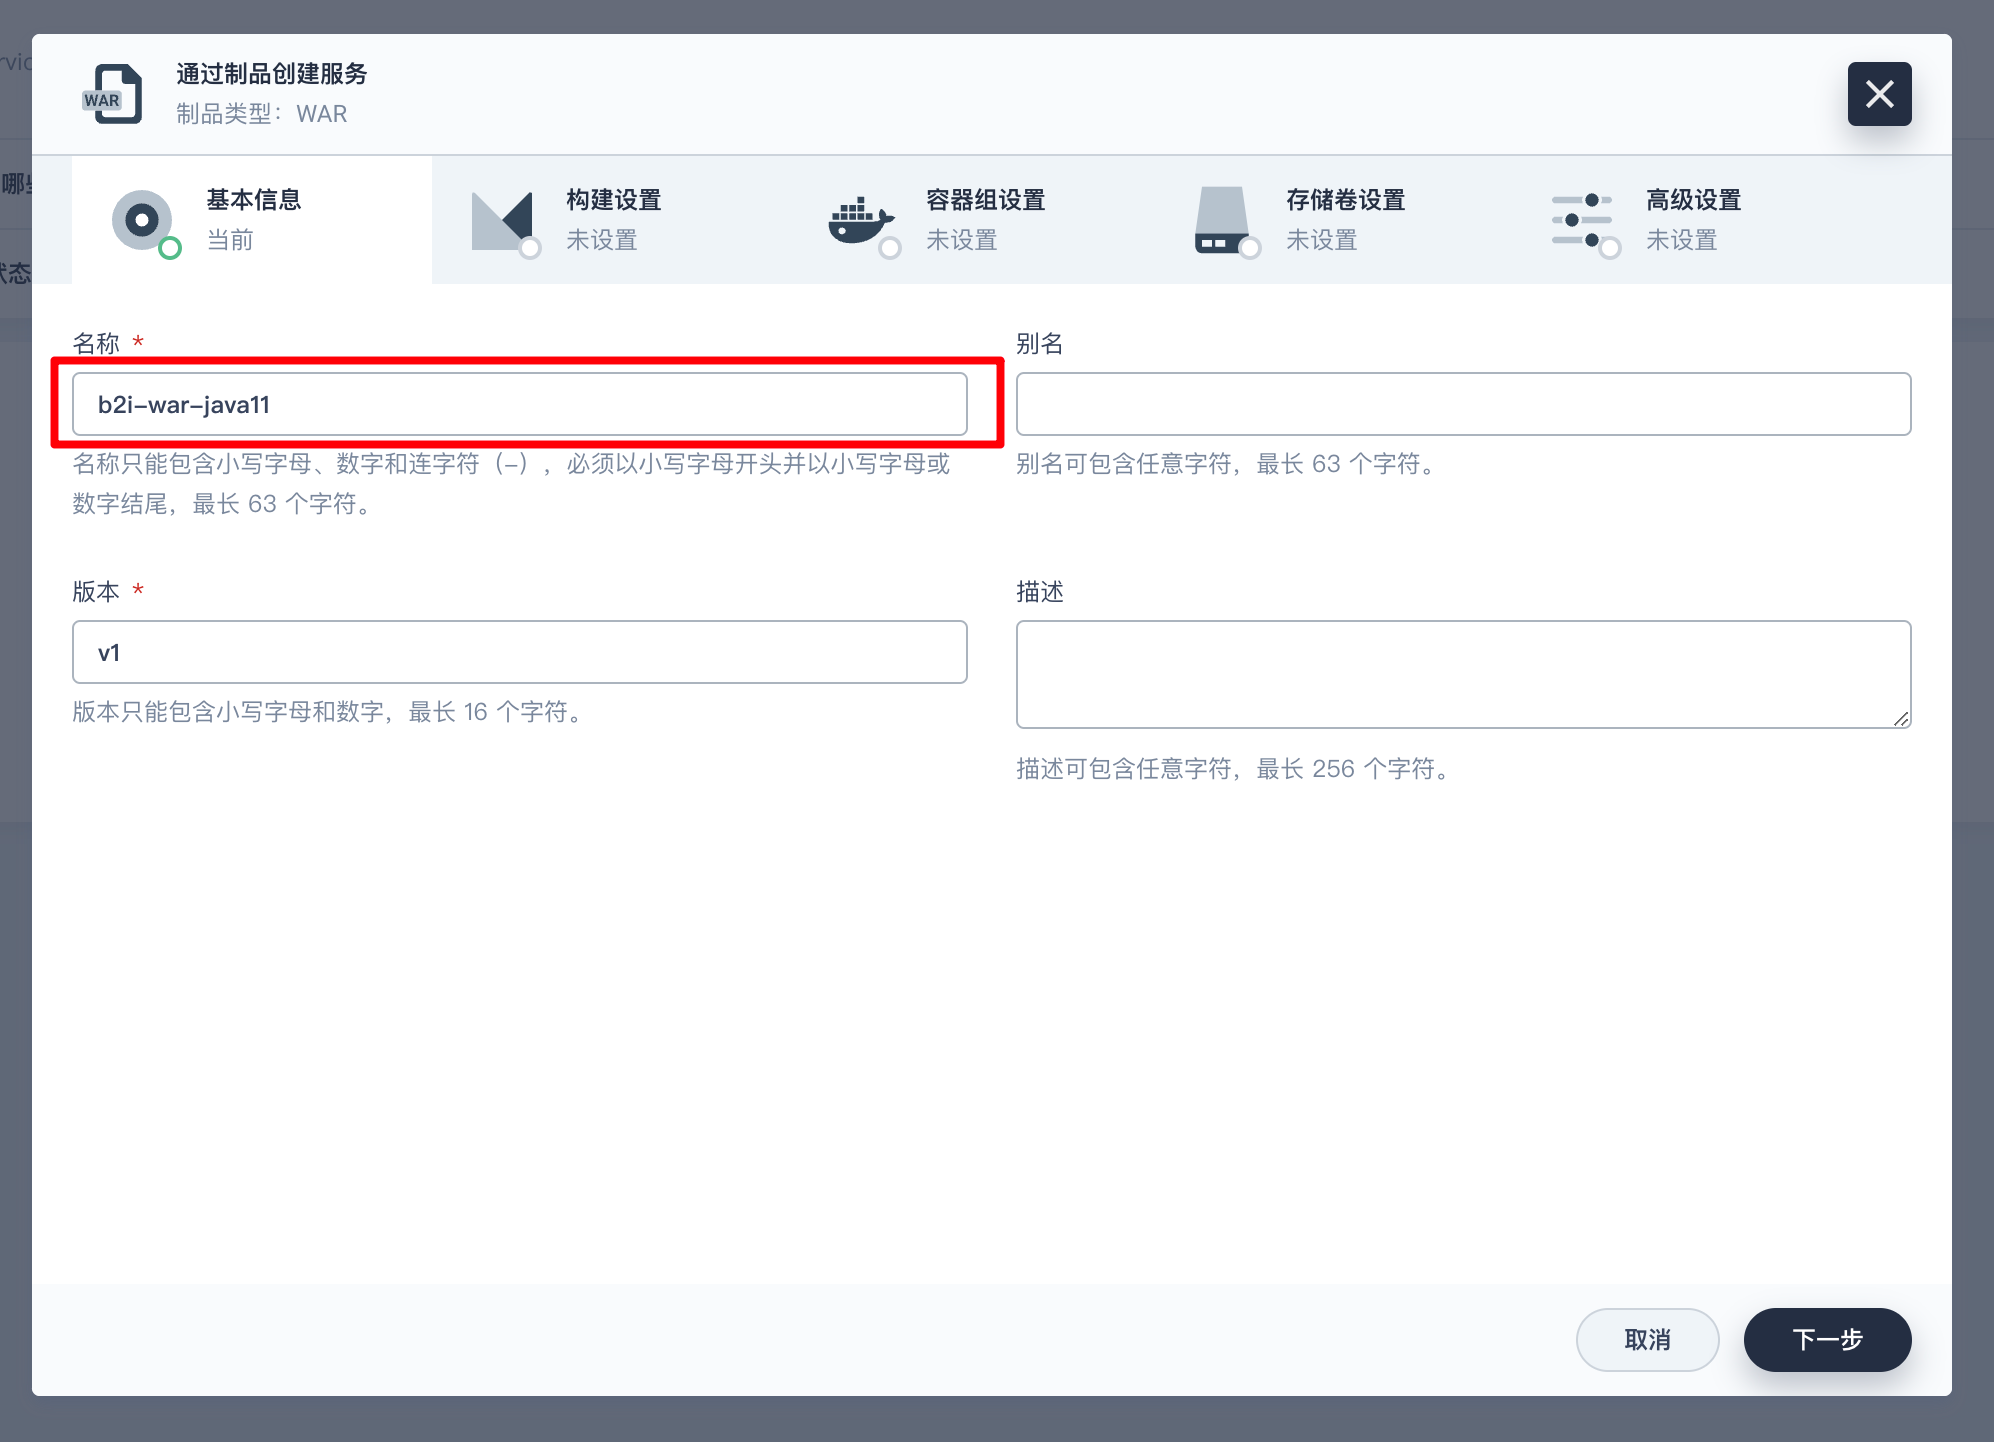 通过制品创建服务
WAR
制品类型：WAR
基本信息
当前
构建设置
未设置
容器组设置
未设置
存储卷设置
未设置
高级设置
未设置
名称 *
b2i-war-java11
名称只能包含小写字母、数字和连字符（-），必须以小写字母开头并以小写字母或
数字结尾，最长 63 个字符。
别名
别名可包含任意字符，最长 63 个字符。
版本 *
v1
版本只能包含小写字母和数字，最长 16 个字符。
描述
描述可包含任意字符，最长 256 个字符。
取消
下一步